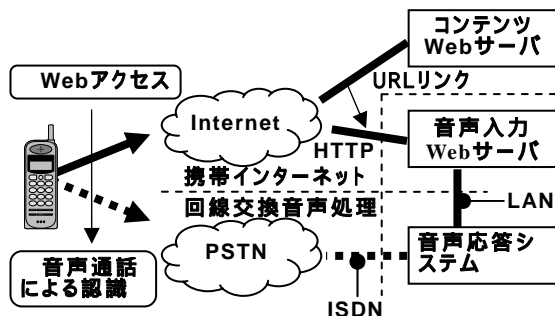 コンテンツ
Webサーバ
Webアクセス
URLリンク
Internet
音声入力
Webサーバ
HTTP
携帯インターネット
回線交換音声処理
LAN
PSTN
音声応答シ
ステム
音声通話
による認識
ISDN